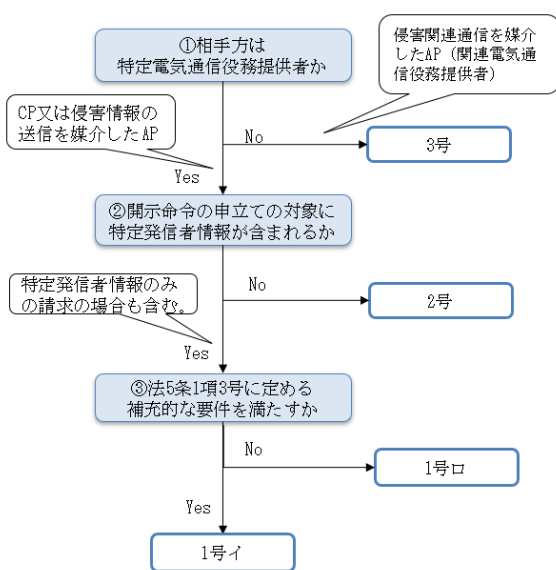 ①相手方は
特定電気通信役務提供者か
侵害関連通信を媒介
したAP（関連電気通
信役務提供者）
CP又は侵害情報の
送信を媒介したAP
No
3号
Yes
②開示命令の申立ての対象に
特定発信者情報が含まれるか
特定発信者情報のみ
の請求の場合も含む。
No
2号
Yes
③法5条1項3号に定める
補充的な要件を満たすか
No
1号ロ
Yes
1号イ